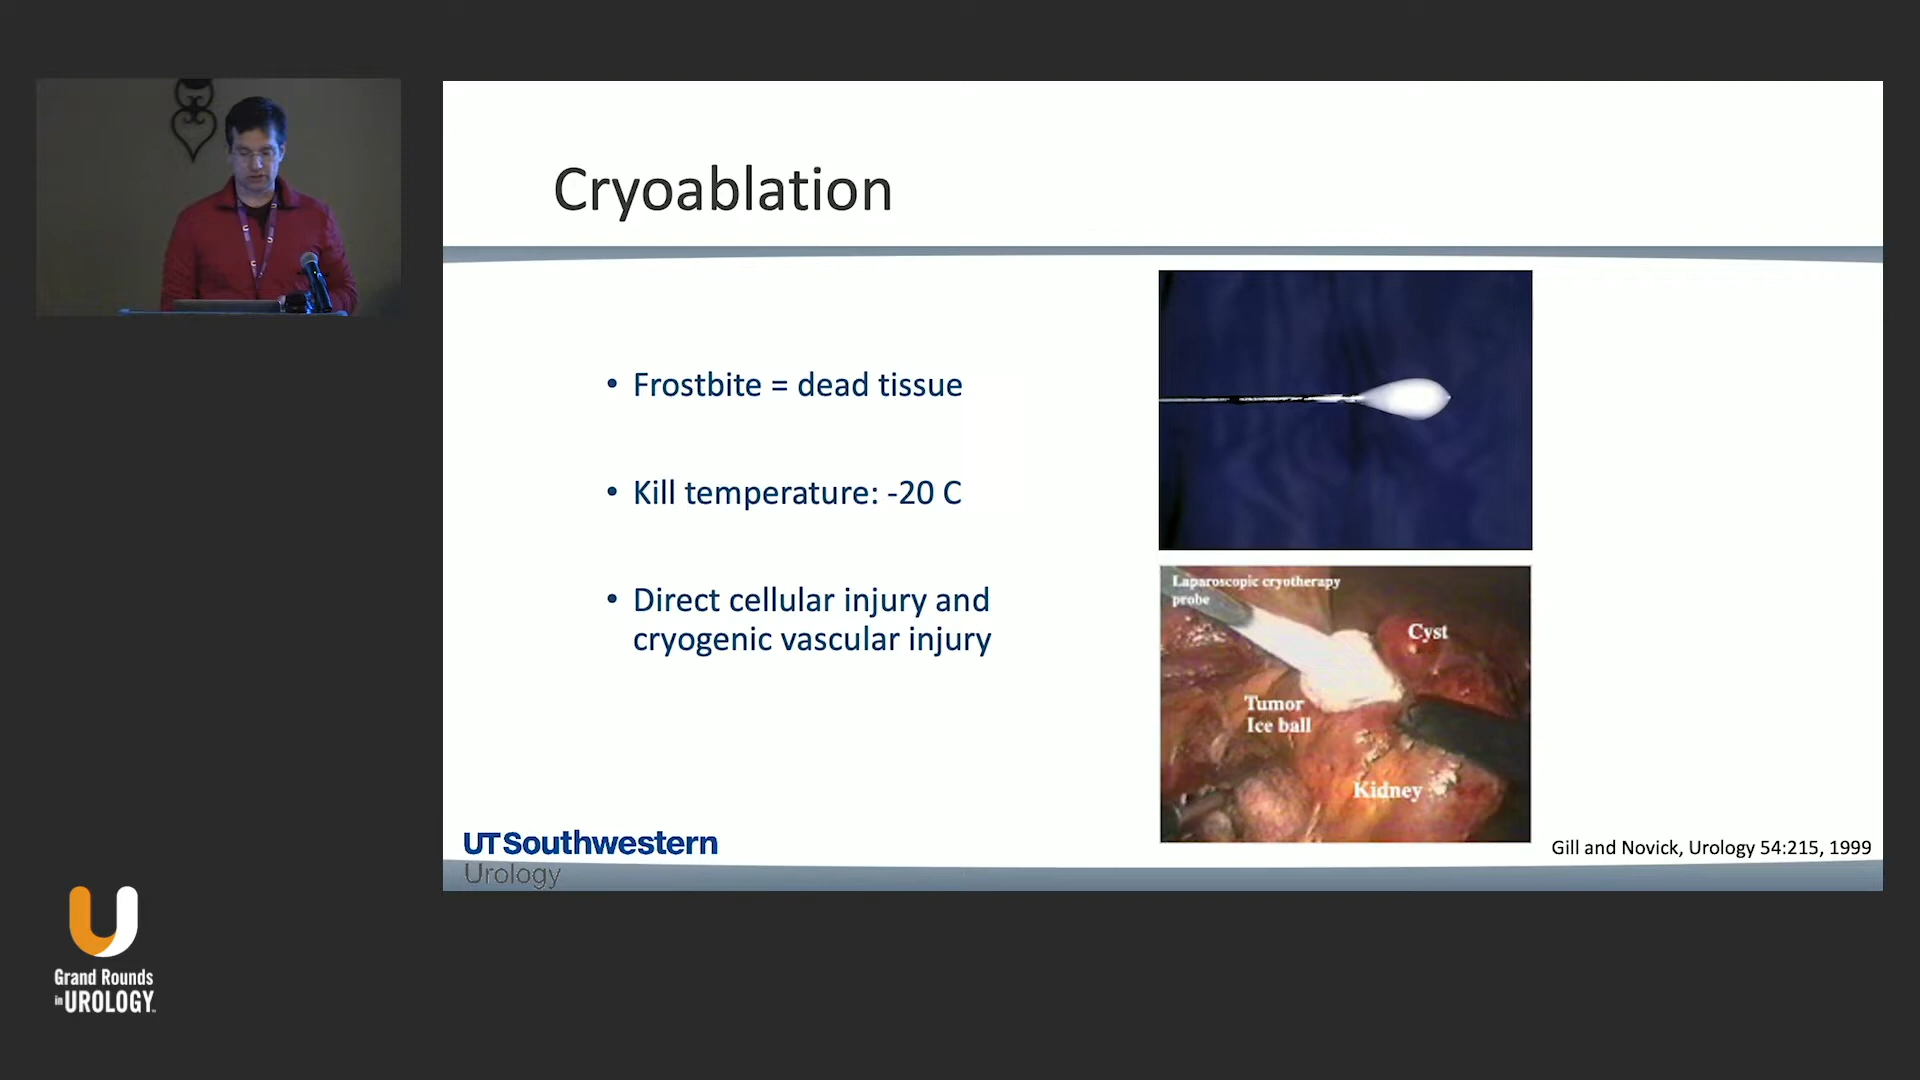 Cryoablation
• Frostbite = dead tissue
• Kill temperature: -20 C
• Direct cellular injury and
cryogenic vascular injury
Laparoscopic cryotherapy
probe
Cyst
Tumor
Ice ball
Kidney
UTSouthwestern
Urology
Gill and Novick, Urology 54:215, 1999
Grand Rounds
in UROLOGY